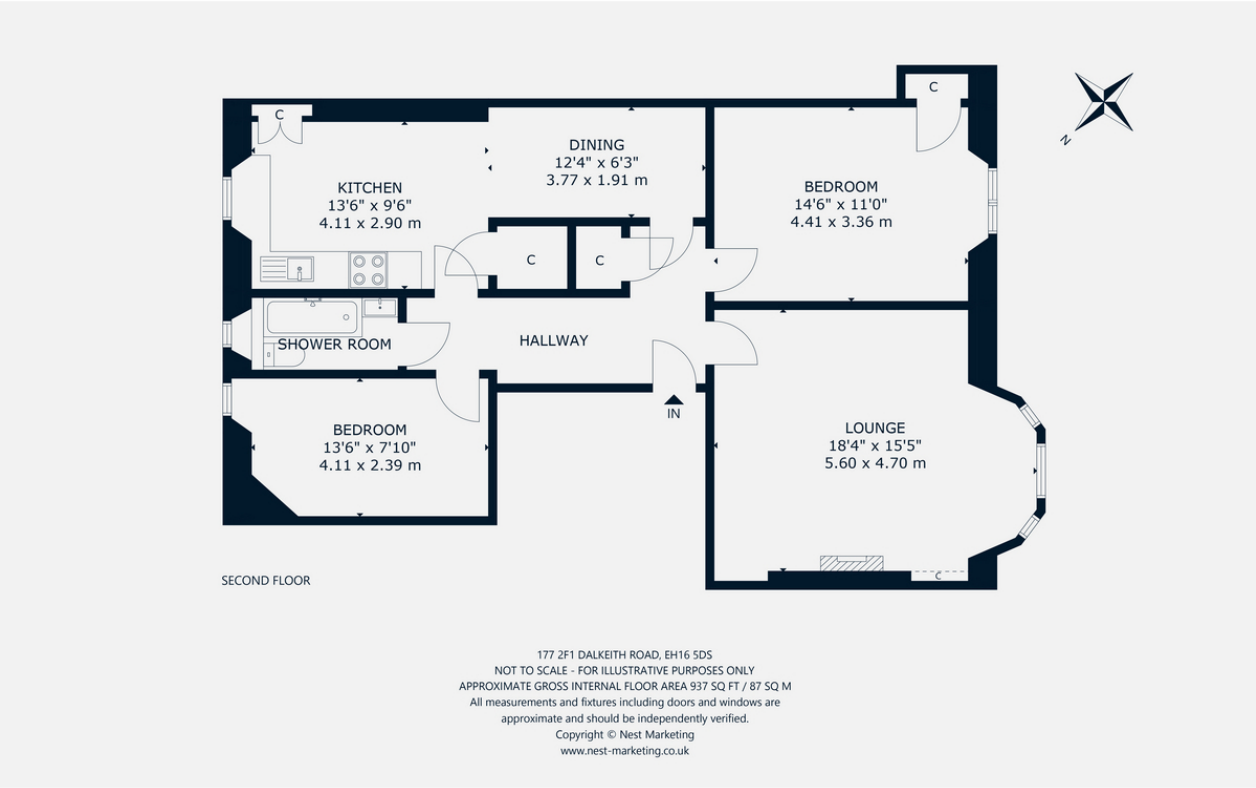 C
C
DINING
12'4" x 6'3"
3.77 x 1.91 m
KITCHEN
13'6" x 9'6"
4.11 x 2.90 m
BEDROOM
14'6" x 11'0"
4.41 x 3.36 m
N
C
C
SHOWER ROOM
HALLWAY
IN
BEDROOM
13'6" x 7'10"
4.11 x 2.39 m
LOUNGE
18'4" x 15'5"
5.60 x 4.70 m
C
SECOND FLOOR
177 2F1 DALKEITH ROAD, EH16 5DS
NOT TO SCALE - FOR ILLUSTRATIVE PURPOSES ONLY
APPROXIMATE GROSS INTERNAL FLOOR AREA 937 SQ FT / 87 SQ M
All measurements and fixtures including doors and windows are
approximate and should be independently verified.
Copyright © Nest Marketing
www.nest-marketing.co.uk